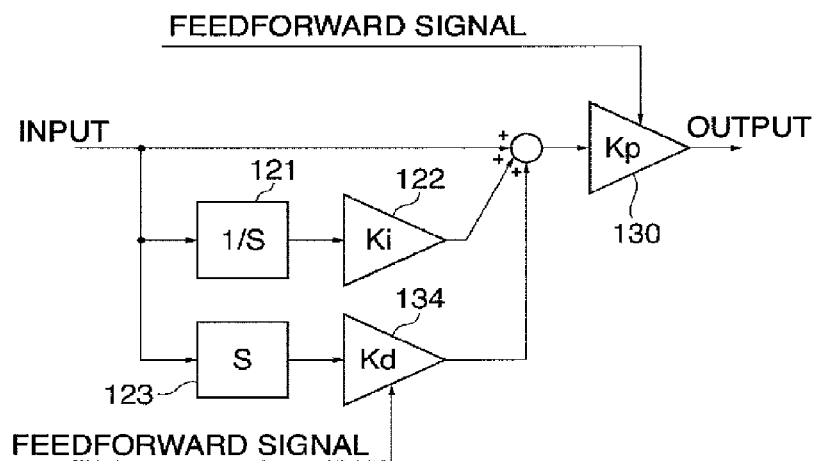 FEEDFORWARD SIGNAL
INPUT
+
+
+
Kp
OUTPUT
130
121
1/S
122
Ki
134
S
Kd
123
FEEDFORWARD SIGNAL